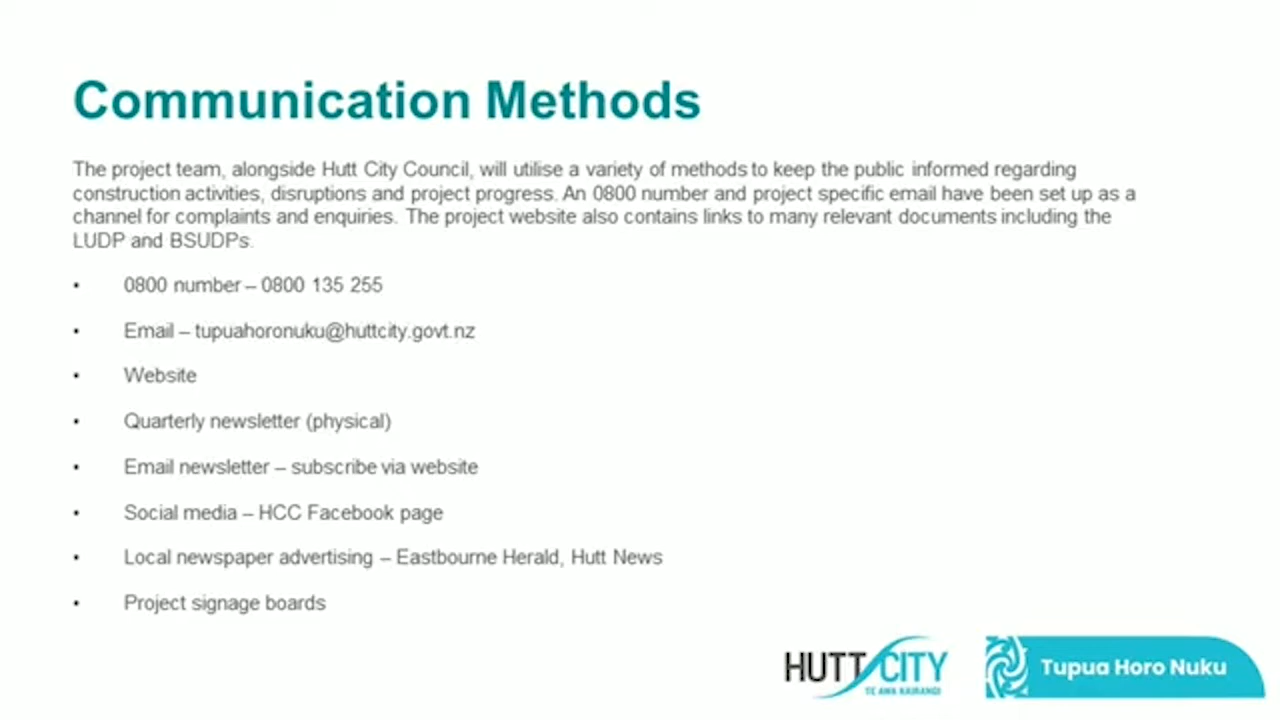 Communication Methods
The project team, alongside Hutt City Council, will utilise a variety of methods to keep the public informed regarding
construction activities, disruptions and project progress. An 0800 number and project specific email have been set up as a
channel for complaints and enquiries. The project website also contains links to many relevant documents including the
LUDP and BSUDPs.
• 0800 number – 0800 135 255
• Email – tupuahoronuku@huttcity.govt.nz
• Website
• Quarterly newsletter (physical)
• Email newsletter – subscribe via website
• Social media – HCC Facebook page
• Local newspaper advertising – Eastbourne Herald, Hutt News
• Project signage boards
HUTT CITY
TE AWA KAIRANGI
Tupua Horo Nuku